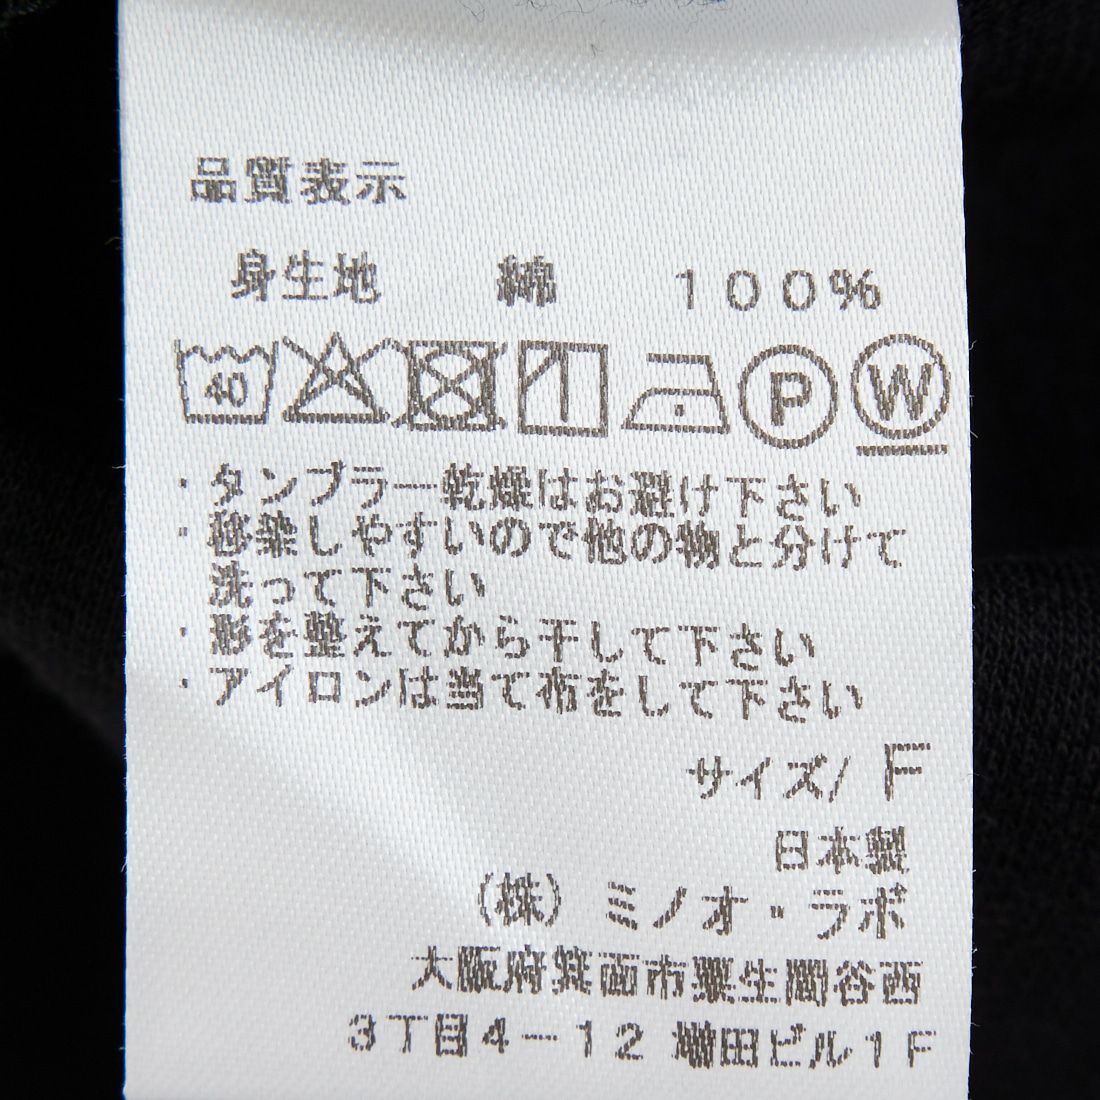 品質表示
身生地 綿 100%
40
P W
・タンブラー乾燥はお避け下さい
・移染しやすいので他の物と分けて
洗って下さい
・形を整えてから干して下さい
・アイロンは当て布をして下さい
サイズ/ F
日本製
(株) ミノオ・ラボ
大阪府箕面市粟生間谷西
3丁目4-12 増田ビル1F